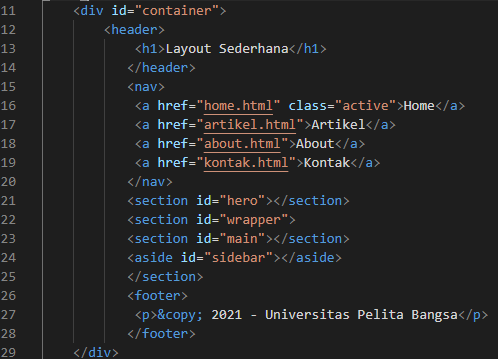 11 <div id="container">
12 <header>
13 <h1>Layout Sederhana</h1>
14 </header>
15 <nav>
16 <a href="home.html" class="active">Home</a>
17 <a href="artikel.html">Artikel</a>
18 <a href="about.html">About</a>
19 <a href="kontak.html">Kontak</a>
20 </nav>
21 <section id="hero"></section>
22 <section id="wrapper">
23 <section id="main"></section>
24 <aside id="sidebar"></aside>
25 </section>
26 <footer>
27 <p>&copy; 2021 - Universitas Pelita Bangsa</p>
28 </footer>
29 </div>